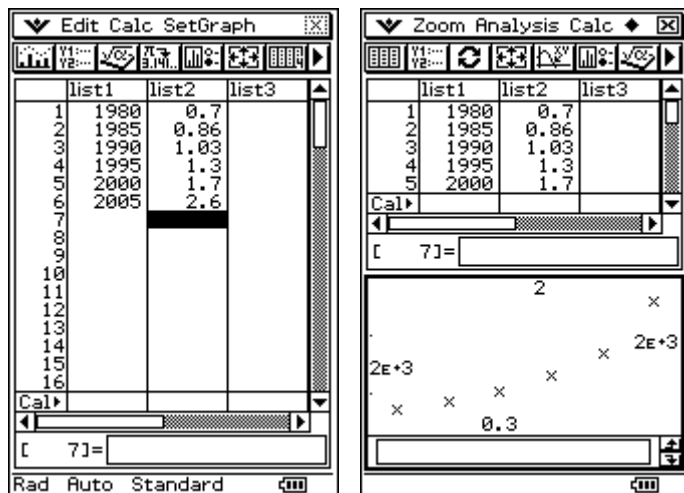 Edit Calc SetGraph
list1 list2 list3
1 1980 0.7
2 1985 0.86
3 1990 1.03
4 1995 1.3
5 2000 1.7
6 2005 2.6
7
8
9
10
11
12
13
14
15
16
Cal
[ 7]=
Rad Auto Standard
Zoom Analysis Calc
list1 list2 list3
1 1980 0.7
2 1985 0.86
3 1990 1.03
4 1995 1.3
5 2000 1.7
Cal
[ 7]=
2
2E+3
2E+3
0.3